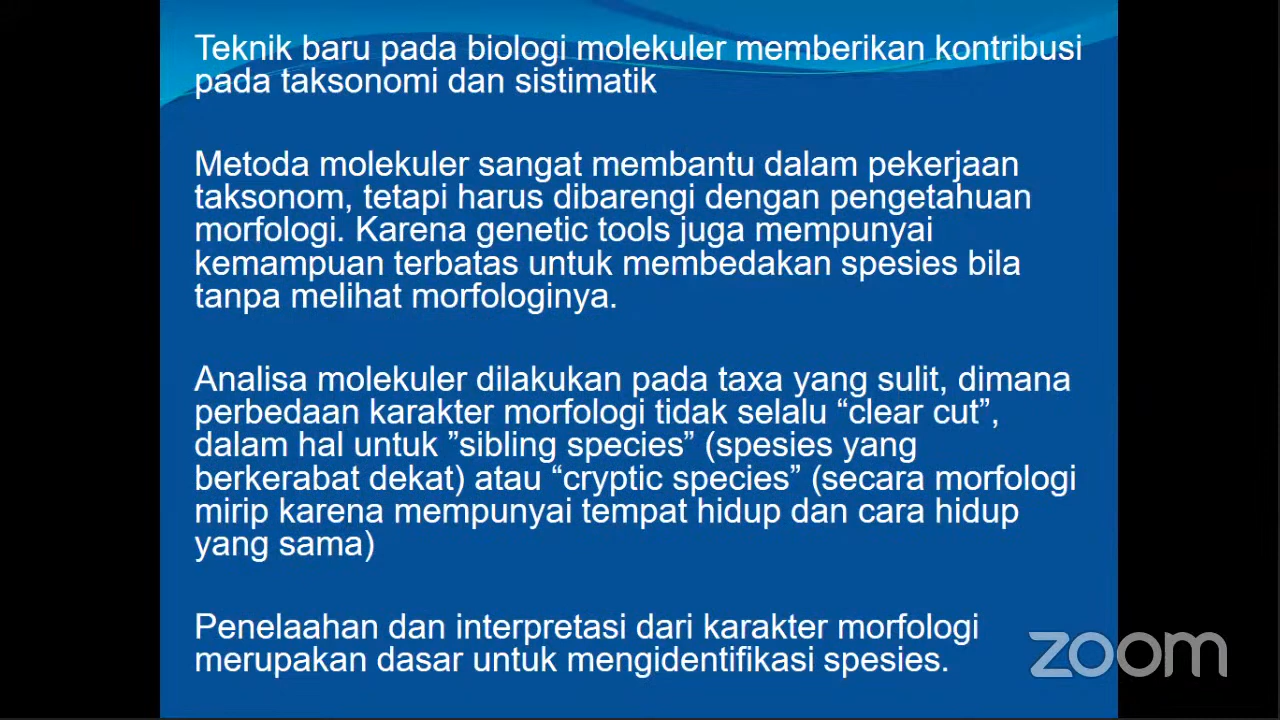 Teknik baru pada biologi molekuler memberikan kontribusi
pada taksonomi dan sistimatik
Metoda molekuler sangat membantu dalam pekerjaan
taksonom, tetapi harus dibarengi dengan pengetahuan
morfologi. Karena genetic tools juga mempunyai
kemampuan terbatas untuk membedakan spesies bila
tanpa melihat morfologinya.
Analisa molekuler dilakukan pada taxa yang sulit, dimana
perbedaan karakter morfologi tidak selalu “clear cut”,
dalam hal untuk ”sibling species” (spesies yang
berkerabat dekat) atau “cryptic species” (secara morfologi
mirip karena mempunyai tempat hidup dan cara hidup
yang sama)
Penelaahan dan interpretasi dari karakter morfologi
merupakan dasar untuk mengidentifikasi spesies.
zoom